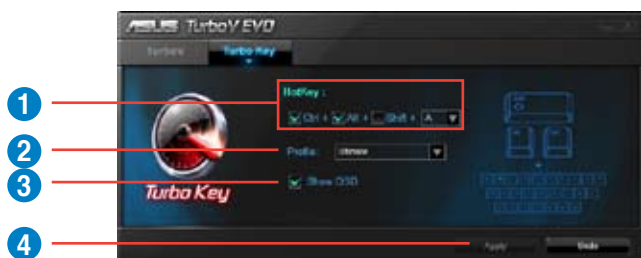 ASUS TurboV EVO
Turbo Key
1
HotKey :
Ctrl + Alt + Shift + A
2
Profile:
3
Show OSD
Turbo Key
4
Apply
Undo